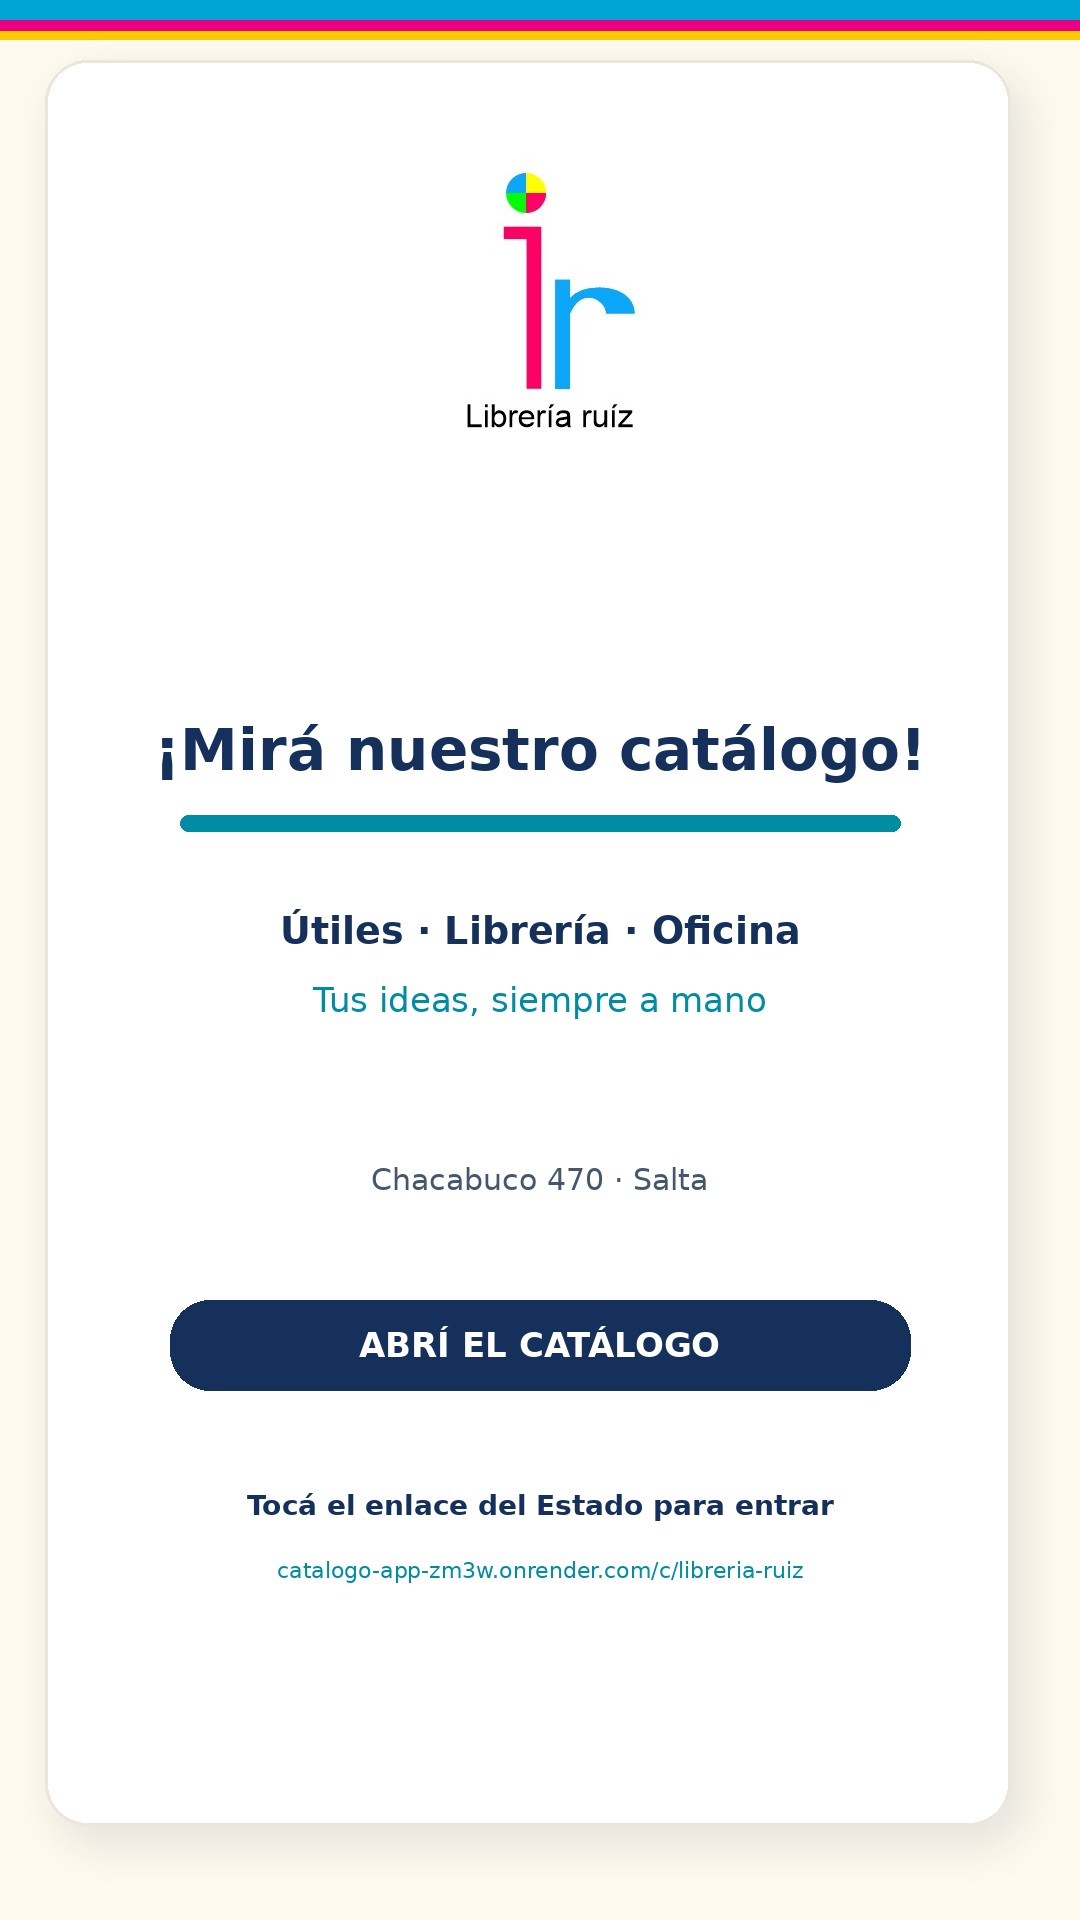 ir
Librería ruíz
¡Mirá nuestro catálogo!
Útiles · Librería · Oficina
Tus ideas, siempre a mano
Chacabuco 470 · Salta
ABRÍ EL CATÁLOGO
Tocá el enlace del Estado para entrar
catalogo-app-zm3w.onrender.com/c/libreria-ruiz